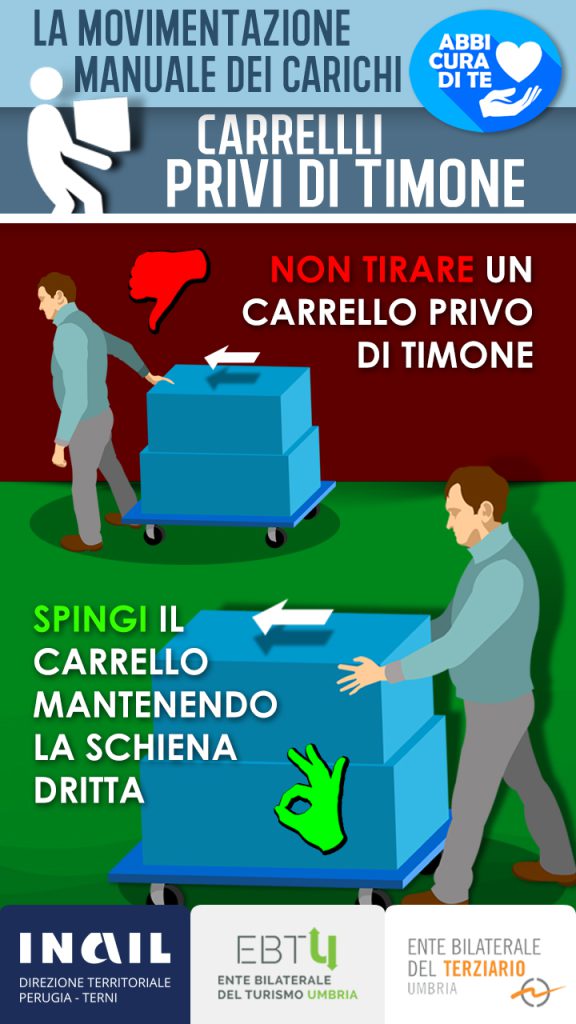 LA MOVIMENTAZIONE
MANUALE DEI CARICHI
ABBI
CURA
DI TE
CARRELLLI
PRIVI DI TIMONE
NON TIRARE UN
CARRELLO PRIVO
DI TIMONE
SPINGI IL
CARRELLO
MANTENENDO
LA SCHIENA
DRITTA
INAIL
DIREZIONE TERRITORIALE
PERUGIA - TERNI
EBTU
ENTE BILATERALE
DEL TURISMO UMBRIA
ENTE BILATERALE
DEL TERZIARIO
UMBRIA